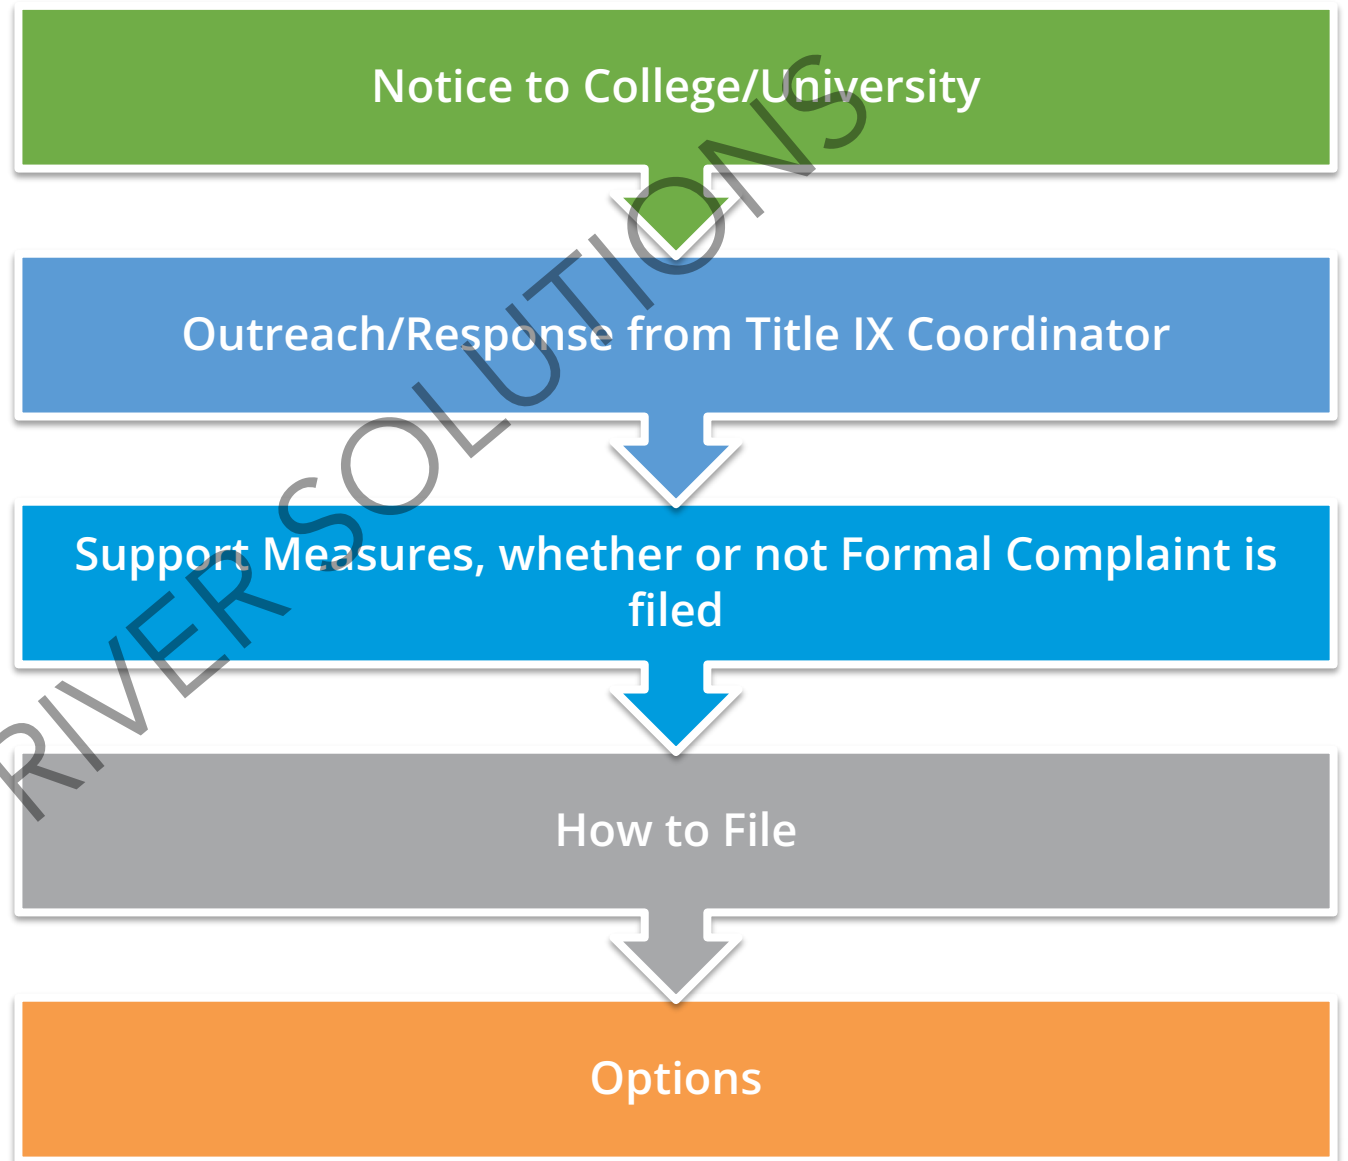 Notice to College/University
Outreach/Response from Title IX Coordinator
Support Measures, whether or not Formal Complaint is
filed
How to File
Options
RIVER SOLUTIONS